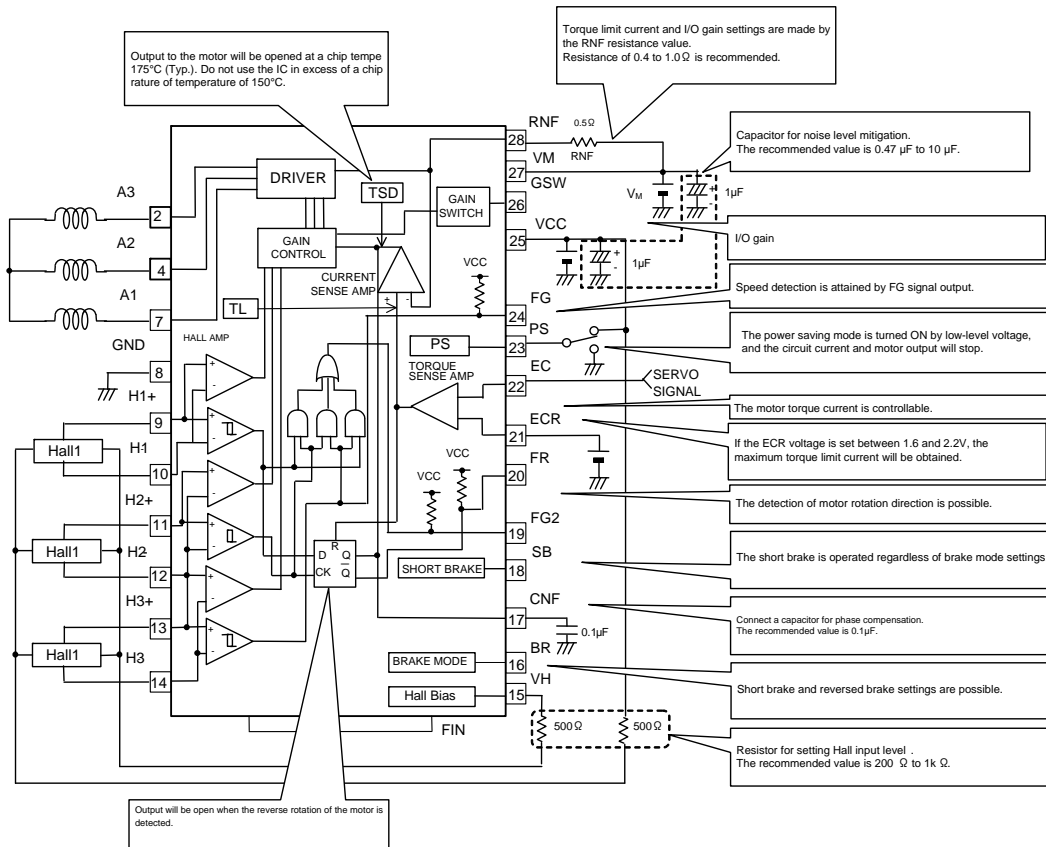 Torque limit current and I/O gain settings are made by
the RNF resistance value.
Resistance of 0.4 to 1.0Ω is recommended.
Output to the motor will be opened at a chip tempe
175°C (Typ.). Do not use the IC in excess of a chip
rature of temperature of 150°C.
Capacitor for noise level mitigation.
The recommended value is 0.47 µF to 10 µF.
I/O gain
Speed detection is attained by FG signal output.
The power saving mode is turned ON by low-level voltage,
and the circuit current and motor output will stop.
The motor torque current is controllable.
If the ECR voltage is set between 1.6 and 2.2V, the
maximum torque limit current will be obtained.
The detection of motor rotation direction is possible.
The short brake is operated regardless of brake mode settings
Connect a capacitor for phase compensation.
The recommended value is 0.1µF.
Short brake and reversed brake settings are possible.
Resistor for setting Hall input level .
The recommended value is 200 Ω to 1k Ω.
Output will be open when the reverse rotation of the motor is
detected.
A3
2
A2
4
A1
7
GND
8
H1+
9
H1
-
10
H2+
11
H2-
12
H3+
13
H3
14
Hall1
Hall1
Hall1
DRIVER
TSD
GAIN
SWITCH
GAIN
CONTROL
CURRENT
SENSE AMP
+ -
TL
HALL AMP
+
-
+
-
+
-
+
-
+
-
+
-
PS
TORQUE
SENSE AMP
VCC
VCC
VCC
R
D Q
CK Q
SHORT BRAKE
BRAKE MODE
Hall Bias
FIN
RNF
28
0.5Ω
RNF
VM
27
GSW
26
VCC
25
VM
+
-
1µF
+
-
1µF
FG
24
PS
23
EC
22
SERVO
SIGNAL
ECR
21
FR
20
FG2
19
SB
18
CNF
17
0.1µF
BR
16
VH
15
500Ω
500Ω